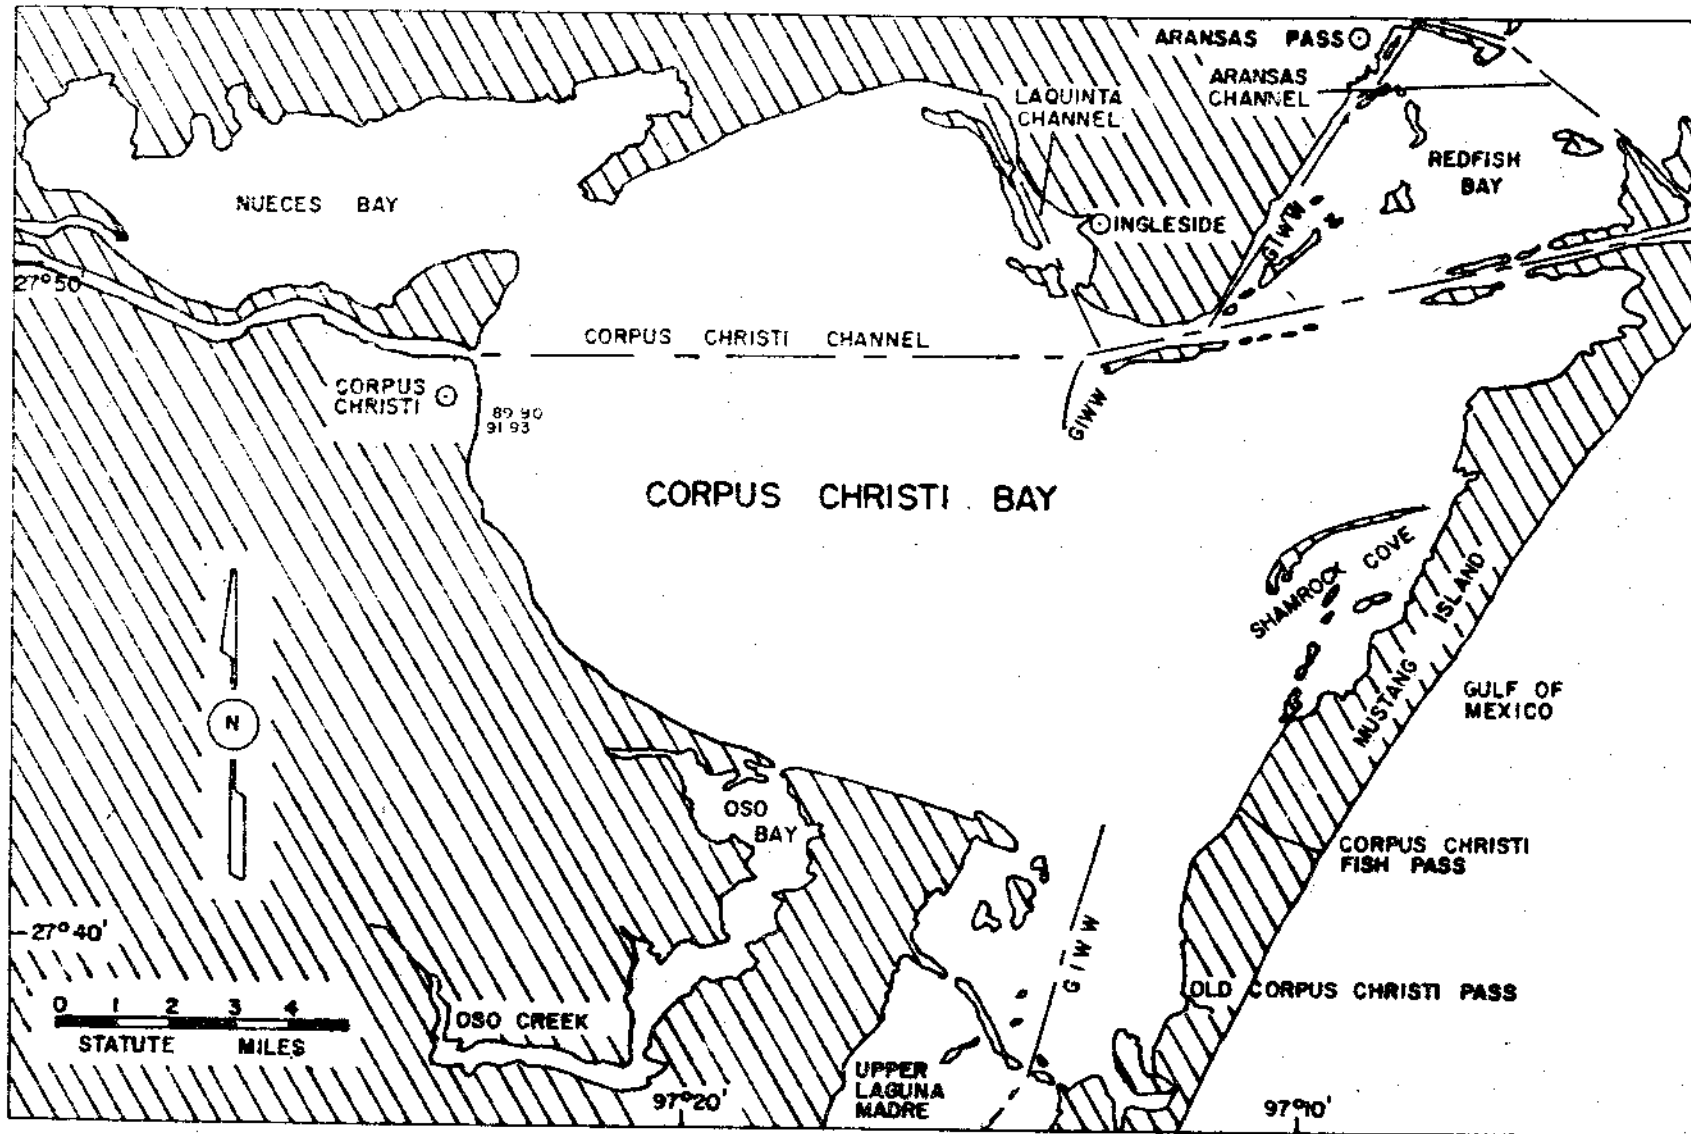 ARANSAS PASS
ARANSAS
CHANNEL
LAQUINTA
CHANNEL
REDFISH
BAY
NUECES BAY
INGLESIDE
GIWW
27°50'
CORPUS CHRISTI CHANNEL
CORPUS
CHRISTI
89 90
91 93
GIWW
CORPUS CHRISTI BAY
SHAMROCK COVE
MUSTANG ISLAND
GULF OF
MEXICO
N
OSO
BAY
CORPUS CHRISTI
FISH PASS
27°40'
GIWW
OLD CORPUS CHRISTI PASS
0 1 2 3 4
STATUTE MILES
OSO CREEK
UPPER
LAGUNA
MADRE
97°20'
97°10'